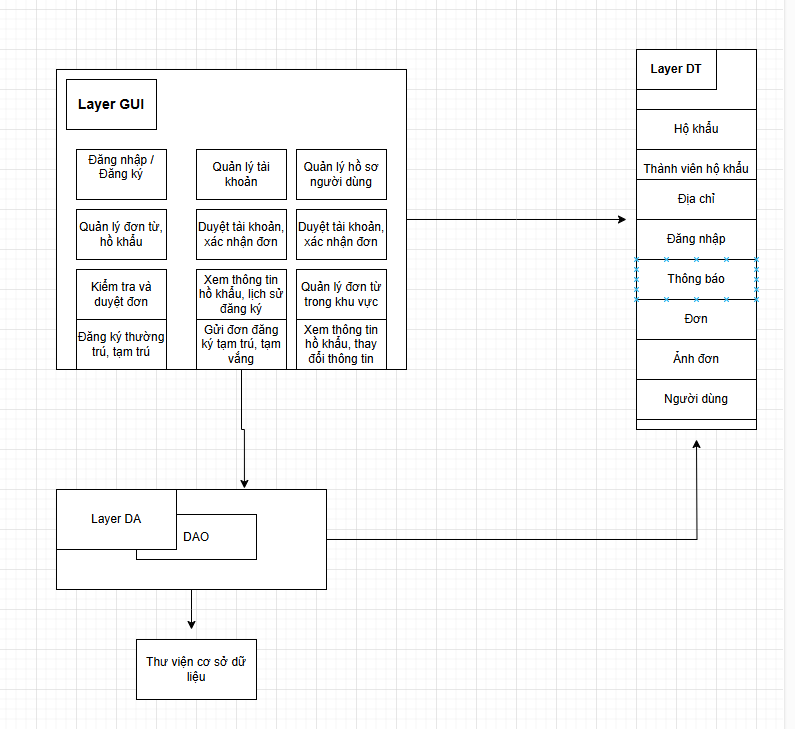 Layer GUI
Đăng nhập /
Đăng ký
Quản lý tài
khoản
Quản lý hồ sơ
người dùng
Quản lý đơn từ,
hồ khẩu
Duyệt tài khoản,
xác nhận đơn
Duyệt tài khoản,
xác nhận đơn
Kiểm tra và
duyệt đơn
Xem thông tin
hồ khẩu, lịch sử
đăng ký
Quản lý đơn từ
trong khu vực
Đăng ký thường
trú, tạm trú
Gửi đơn đăng
ký tạm trú, tạm
vắng
Xem thông tin
hồ khẩu, thay
đổi thông tin
Layer DT
Hộ khẩu
Thành viên hộ khẩu
Địa chỉ
Đăng nhập
Thông báo
Đơn
Ảnh đơn
Người dùng
Layer DA
DAO
Thư viện cơ sở dữ
liệu